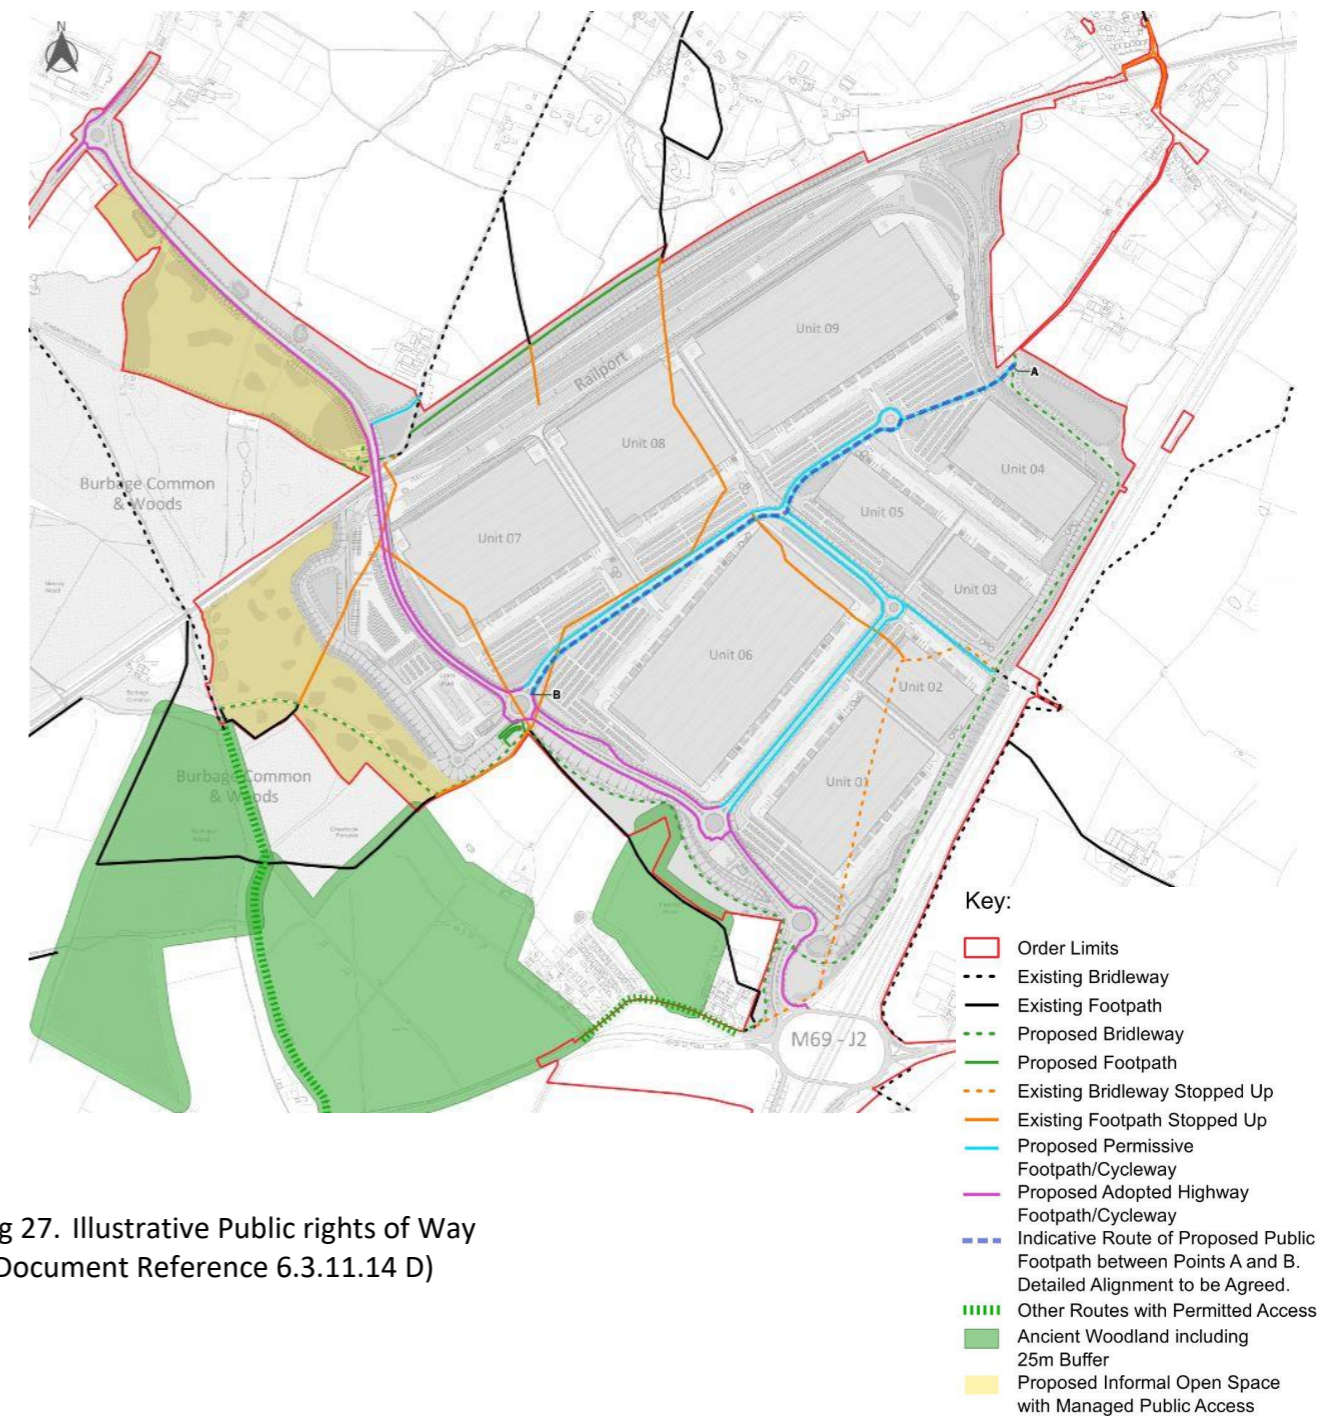 N
Unit 09
Railport
A
Unit 08
Unit 04
Burbage Common
& Woods
Unit 05
Unit 07
Unit 03
Unit 06
Unit 02
B
Burbage Common
& Woods
Unit 01
M69 - J2
Key:
Order Limits
Existing Bridleway
Existing Footpath
Proposed Bridleway
Proposed Footpath
Existing Bridleway Stopped Up
Existing Footpath Stopped Up
Proposed Permissive
Footpath/Cycleway
Proposed Adopted Highway
Footpath/Cycleway
Indicative Route of Proposed Public
Footpath between Points A and B.
Detailed Alignment to be Agreed.
Other Routes with Permitted Access
Ancient Woodland including
25m Buffer
Proposed Informal Open Space
with Managed Public Access
g 27. Illustrative Public rights of Way
Document Reference 6.3.11.14 D)